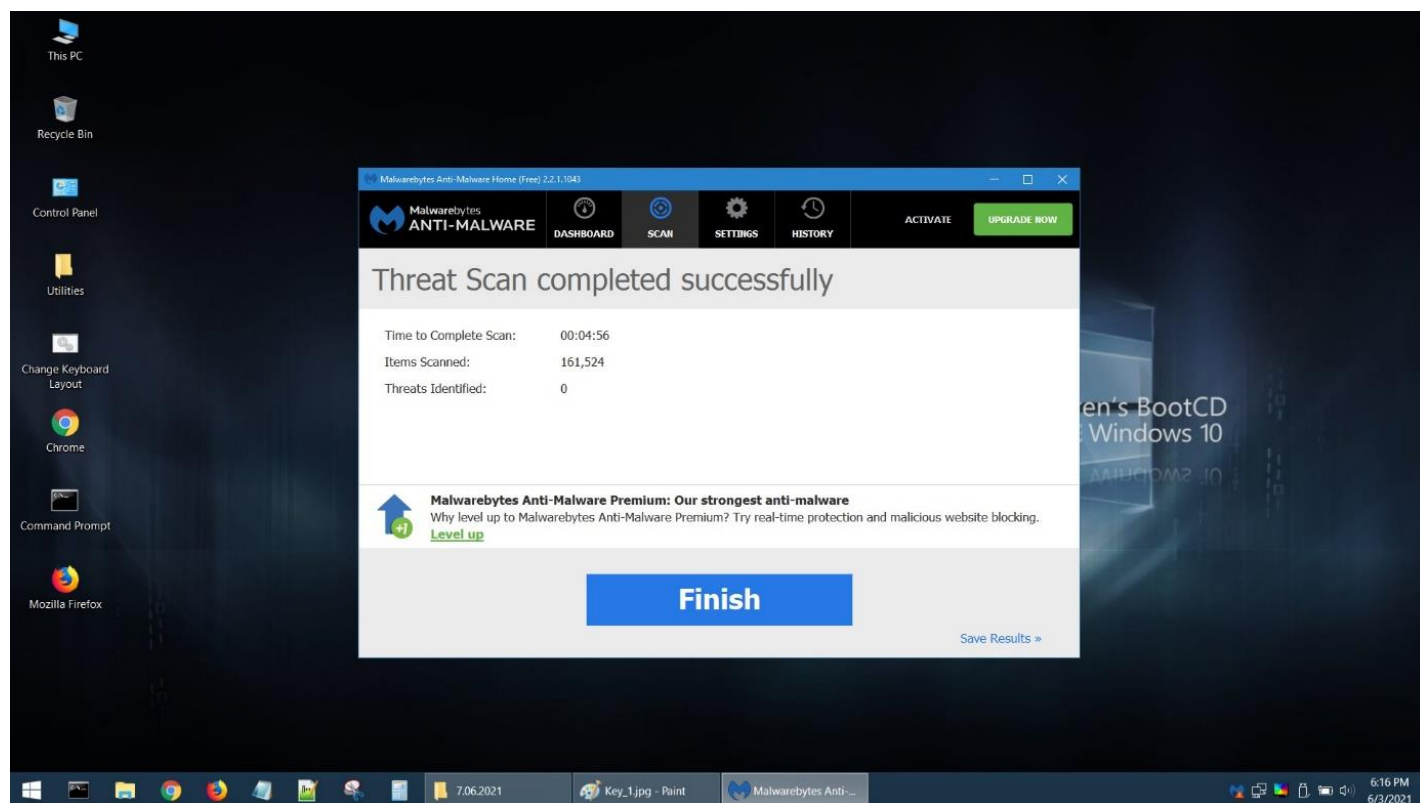 This PC
Recycle Bin
Control Panel
Utilities
Change Keyboard
Layout
Chrome
Command Prompt
Mozilla Firefox
Malwarebytes Anti-Malware Home (Free) 2.2.1.1043
Malwarebytes
ANTI-MALWARE
DASHBOARD
SCAN
SETTINGS
HISTORY
ACTIVATE
UPGRADE NOW
Threat Scan completed successfully
Time to Complete Scan: 00:04:56
Items Scanned: 161,524
Threats Identified: 0
Malwarebytes Anti-Malware Premium: Our strongest anti-malware
Why level up to Malwarebytes Anti-Malware Premium? Try real-time protection and malicious website blocking.
Level up
Finish
Save Results »
en's BootCD
Windows 10
7.06.2021
Key_1.jpg - Paint
Malwarebytes Anti-...
6:16 PM
6/3/2021